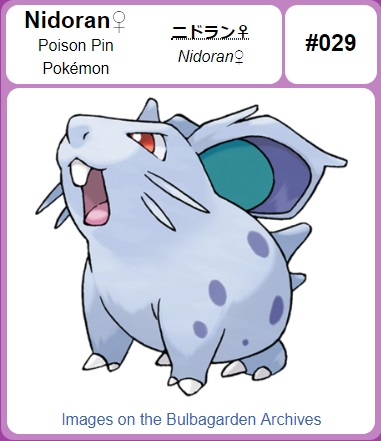 Nidoran♀
Poison Pin
Pokémon
ニドラン♀
Nidoran♀
#029
Images on the Bulbagarden Archives